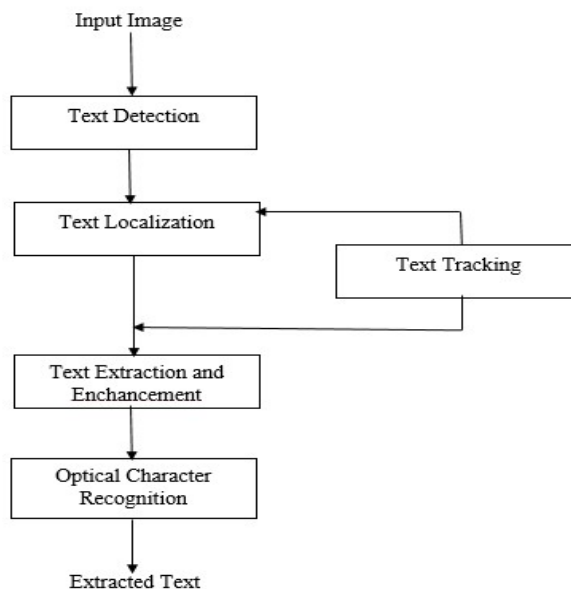 Input Image
Text Detection
Text Localization
Text Tracking
Text Extraction and
Enchancement
Optical Character
Recognition
Extracted Text